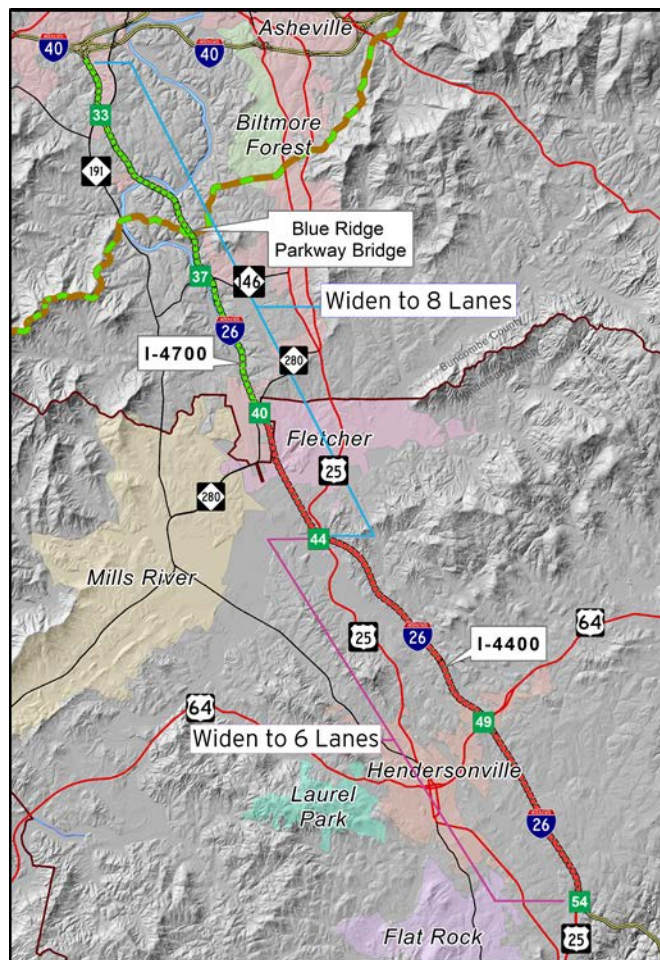 Asheville
40
40
33
Biltmore
Forest
191
Blue Ridge
Parkway Bridge
37
146
Widen to 8 Lanes
26
I-4700
280
Buncombe County
40
Fletcher
25
280
44
Mills River
25
26
I-4400
64
49
64
Widen to 6 Lanes
Hendersonville
Laurel
Park
26
54
Flat Rock
25